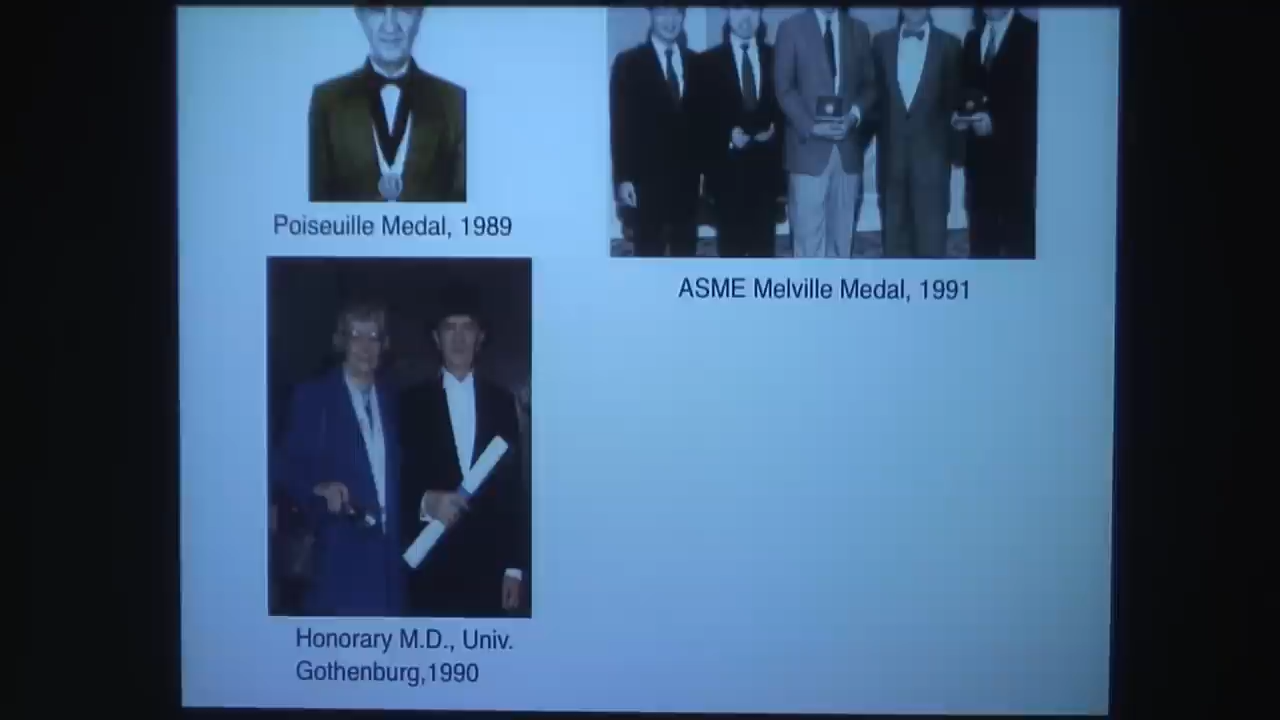 Poiseuille Medal, 1989
ASME Melville Medal, 1991
Honorary M.D., Univ.
Gothenburg,1990